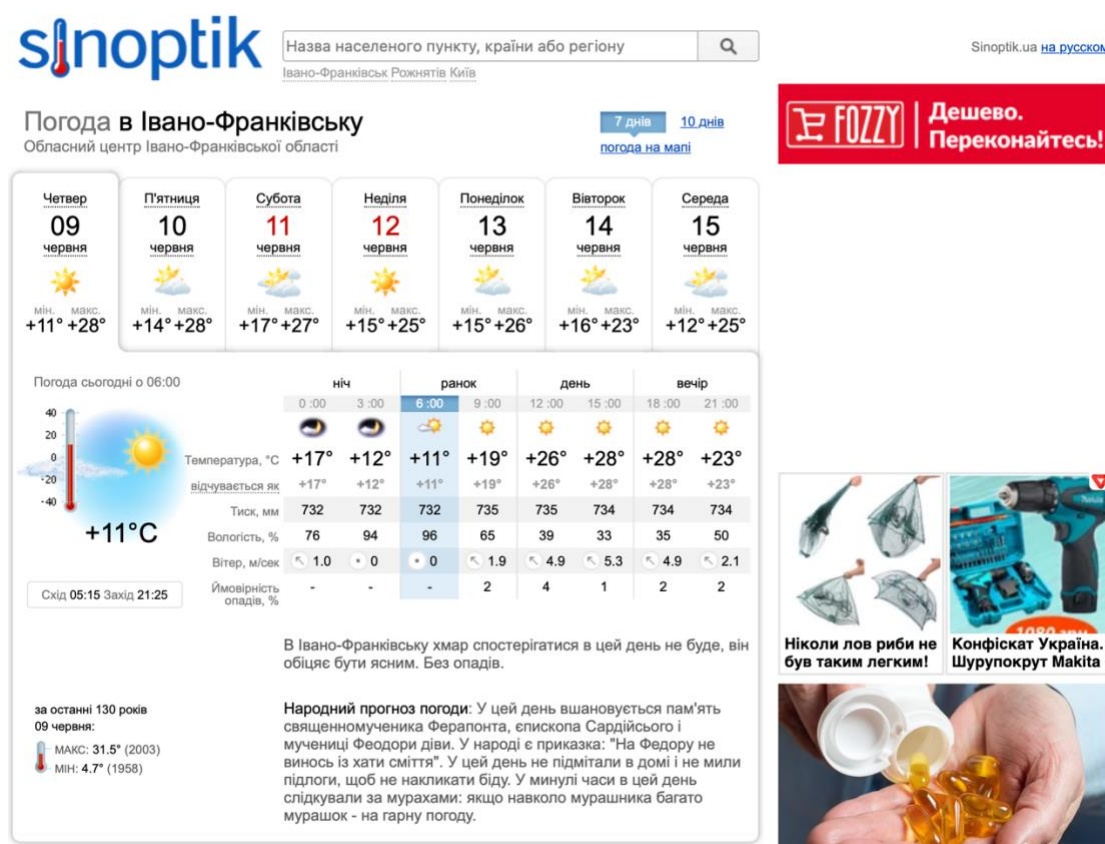 sinoptik
Назва населеного пункту, країни або регіону
Івано-Франківськ Рожнятів Київ
Sinoptik.ua на русском
Погода в Івано-Франківську
Обласний центр Івано-Франківської області
7 днів 10 днів
погода на мапі
FOZZY
Дешево.
Переконайтесь!
Четвер П'ятниця Субота Неділя Понеділок Вівторок Середа
09 10 11 12 13 14 15
червня червня червня червня червня червня червня
мін. макс. мін. макс. мін. макс. мін. макс. мін. макс. мін. макс. мін. макс.
+11° +28° +14° +28° +17° +27° +15° +25° +15° +26° +16° +23° +12° +25°
Погода сьогодні о 06:00
ніч ранок день вечір
0 :00 3 :00 6 :00 9 :00 12 :00 15 :00 18 :00 21 :00
40
20
0
-20
-40
+11°C
Температура, °C +17° +12° +11° +19° +26° +28° +28° +23°
відчувається як +17° +12° +11° +19° +26° +28° +28° +23°
Тиск, мм 732 732 732 735 735 734 734 734
Вологість, % 76 94 96 65 39 33 35 50
Вітер, м/сек 1.0 0 0 1.9 4.9 5.3 4.9 2.1
Ймовірність
опадів, %
- - - 2 4 1 2 2
Схід 05:15 Захід 21:25
В Івано-Франківську хмар спостерігатися в цей день не буде, він
обіцяє бути ясним. Без опадів.
за останні 130 років
09 червня:
МАКС: 31.5° (2003)
МІН: 4.7° (1958)
Народний прогноз погоди: У цей день вшановується пам'ять
священномученика Ферапонта, єпископа Сардійського і
мучениці Феодори діви. У народі є приказка: "На Федору не
винось із хати сміття". У цей день не підмітали в домі і не мили
підлоги, щоб не накликати біду. У минулі часи в цей день
слідкували за мурахами: якщо навколо мурашника багато
мурашок - на гарну погоду.
Ніколи лов риби не
був таким легким!
Конфіскат Україна.
Шурупокрут Makita